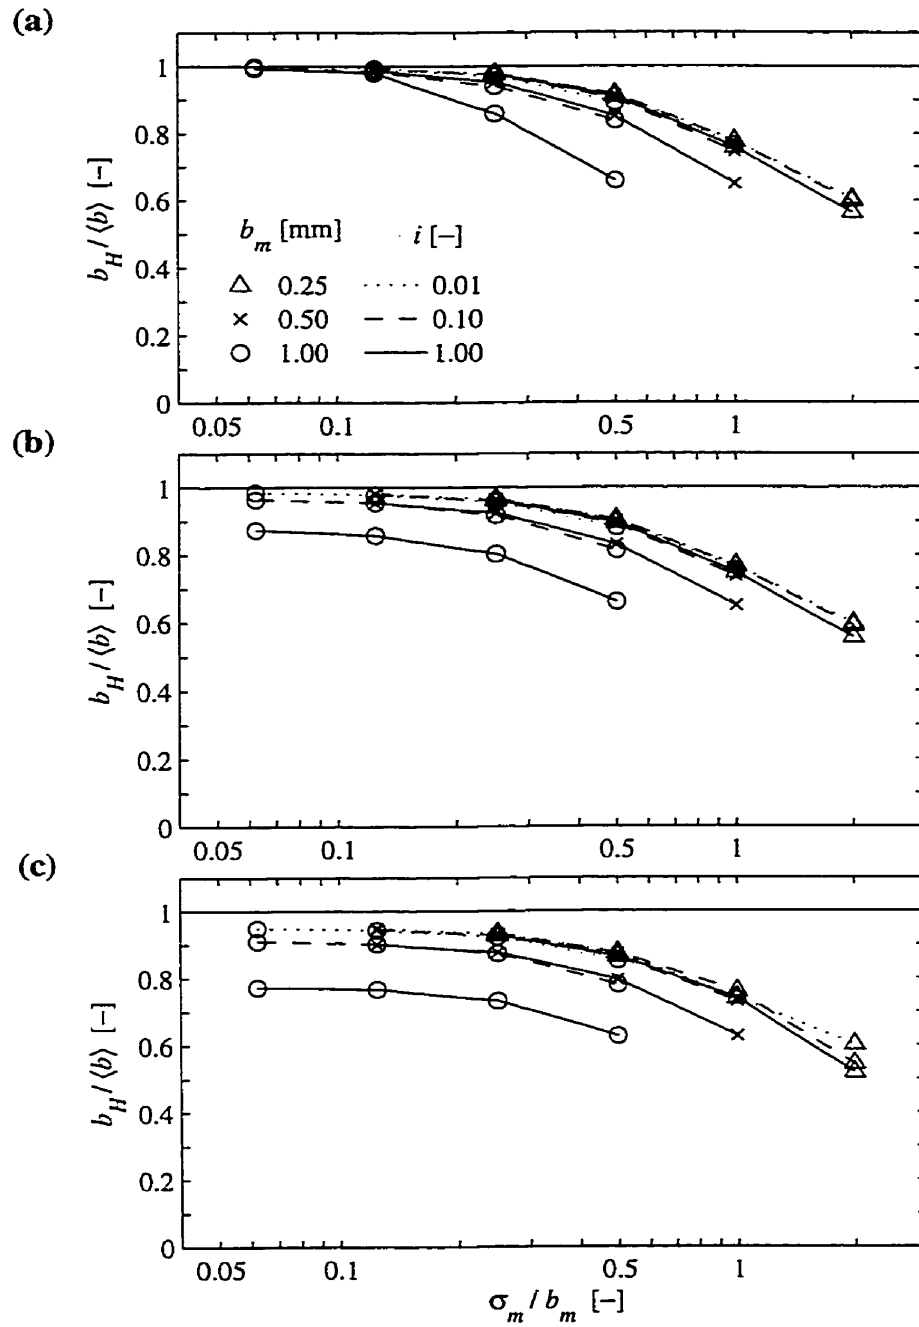 (a)
1
0.8
0.6
0.4
0.2
0
b_H / ⟨b⟩ [–]
b_m [mm] i [–]
△ 0.25 ········ 0.01
× 0.50 – – – 0.10
○ 1.00 ——— 1.00
0.05 0.1 0.5 1
(b)
1
0.8
0.6
0.4
0.2
0
b_H / ⟨b⟩ [–]
0.05 0.1 0.5 1
(c)
1
0.8
0.6
0.4
0.2
0
b_H / ⟨b⟩ [–]
0.05 0.1 0.5 1
σ_m / b_m [–]